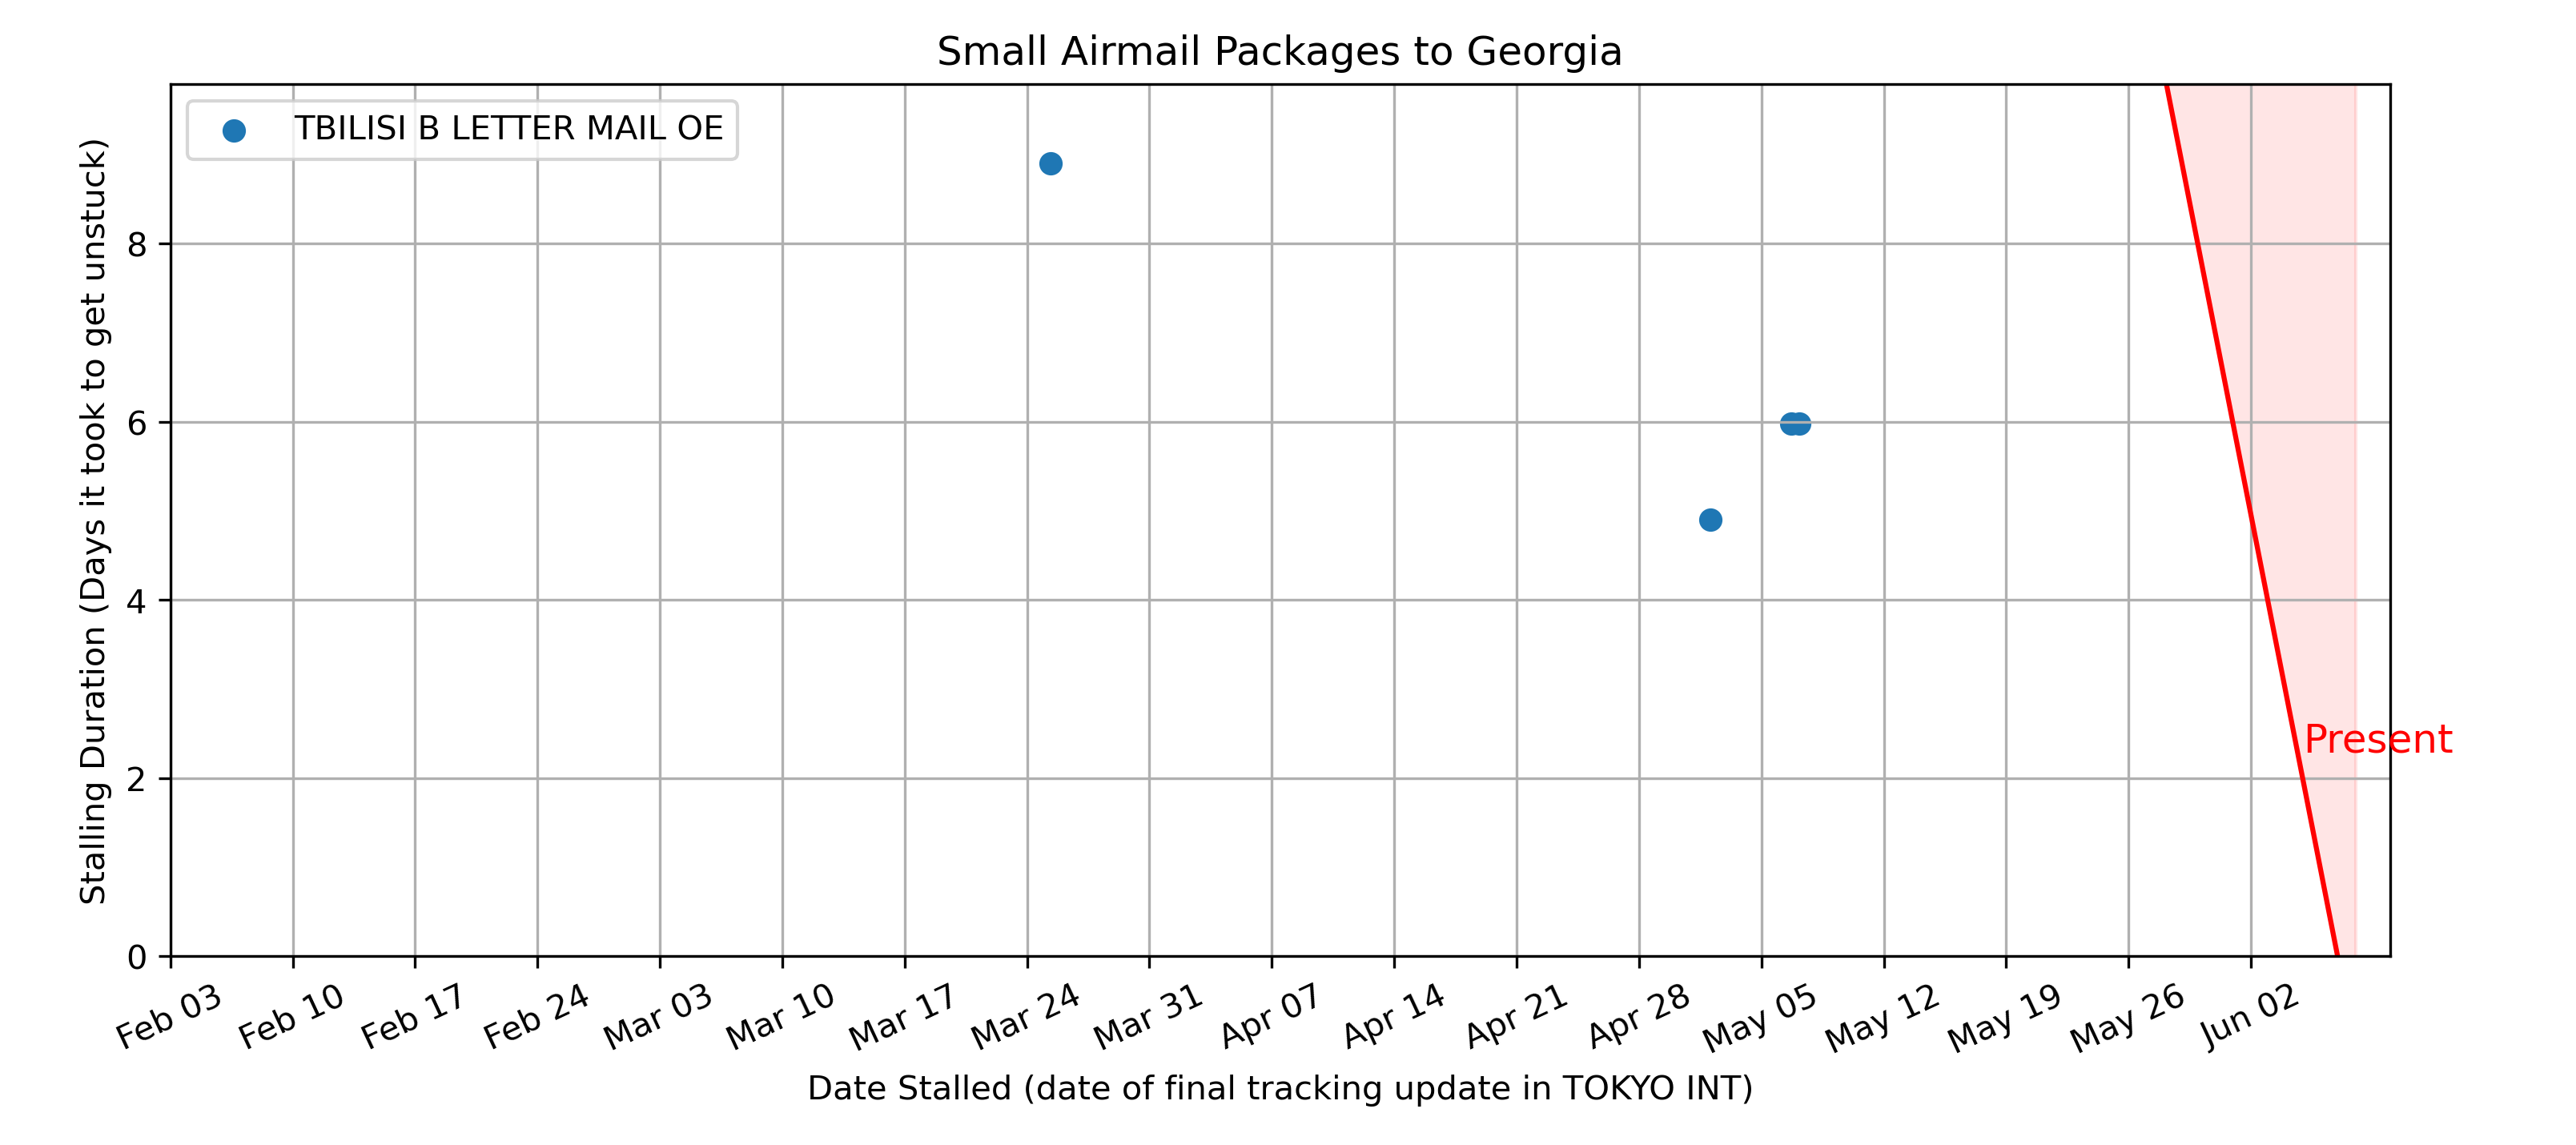 Small Airmail Packages to Georgia
TBILISI B LETTER MAIL OE
Stalling Duration (Days it took to get unstuck)
8
6
4
2
0
Present
Feb 03
Feb 10
Feb 17
Feb 24
Mar 03
Mar 10
Mar 17
Mar 24
Mar 31
Apr 07
Apr 14
Apr 21
Apr 28
May 05
May 12
May 19
May 26
Jun 02
Date Stalled (date of final tracking update in TOKYO INT)